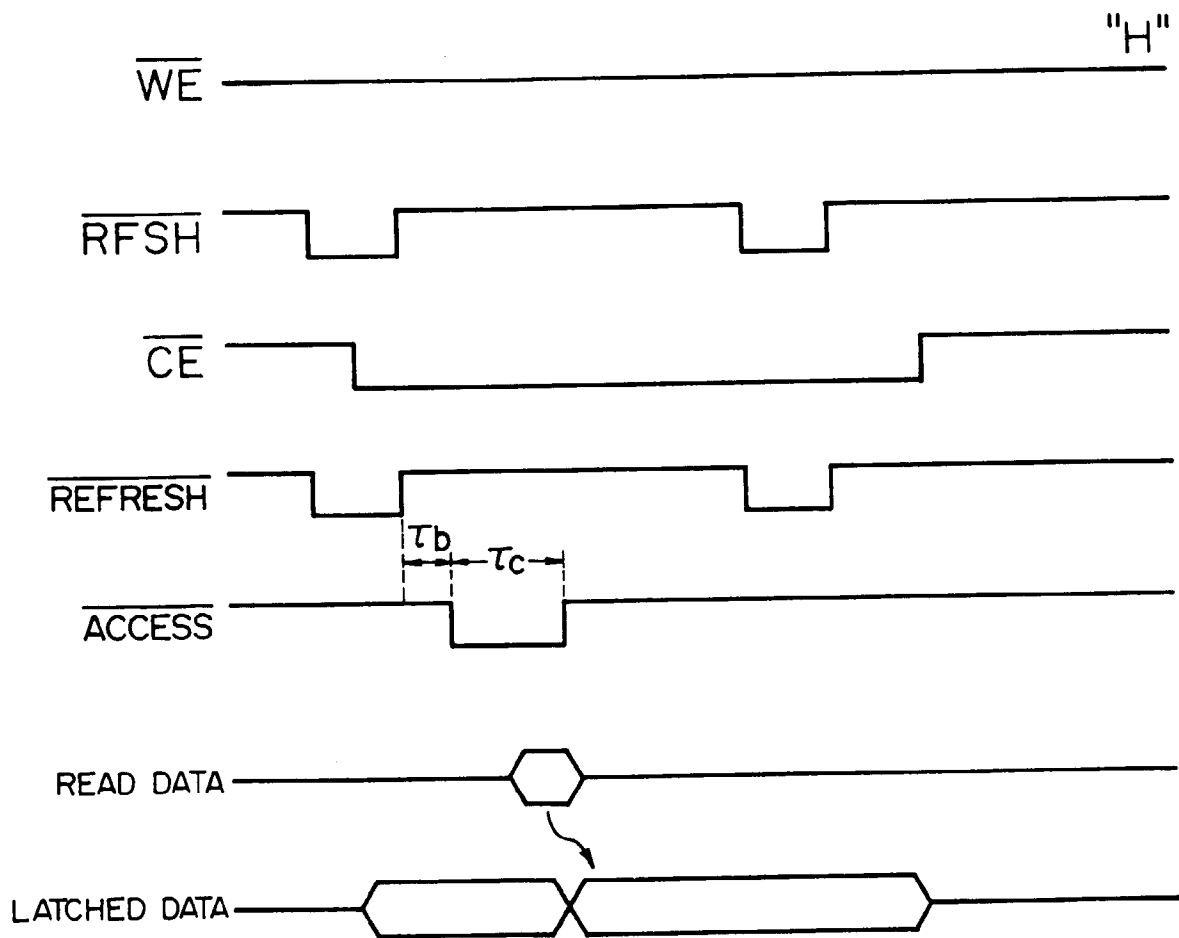 "H"
WE
RFSH
CE
REFRESH
τb
τc
ACCESS
READ DATA
LATCHED DATA